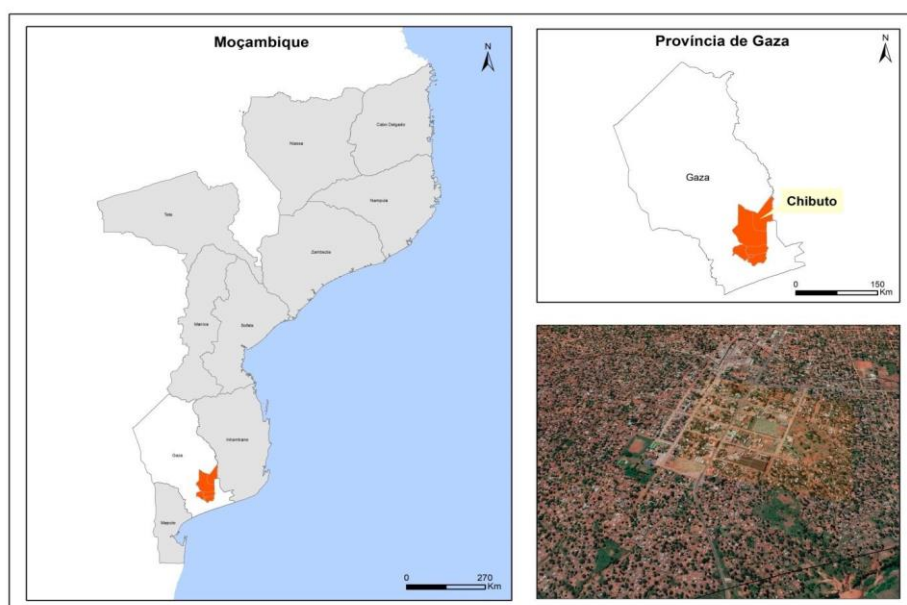 Moçambique
N
Cabo Delgado
Niassa
Nampula
Tete
Zambezia
Manica
Sofala
Inhambane
Gaza
Maputo
0 270
Km
Província de Gaza
N
Gaza
Chibuto
0 150
Km